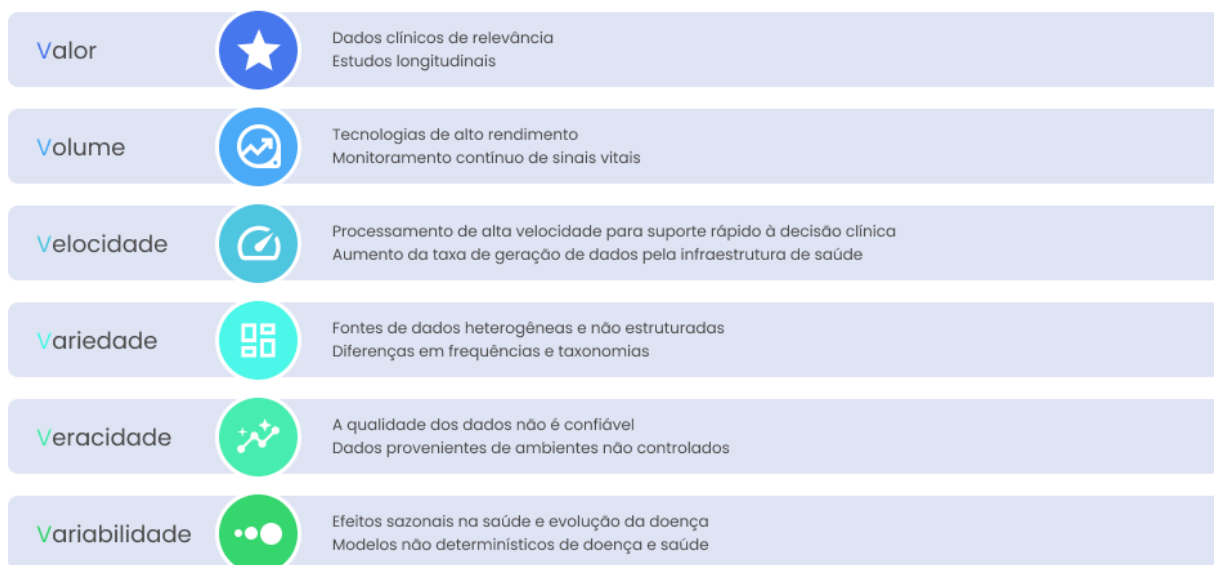 Valor
Dados clínicos de relevância
Estudos longitudinais
Volume
Tecnologias de alto rendimento
Monitoramento contínuo de sinais vitais
Velocidade
Processamento de alta velocidade para suporte rápido à decisão clínica
Aumento da taxa de geração de dados pela infraestrutura de saúde
Variedade
Fontes de dados heterogêneas e não estruturadas
Diferenças em frequências e taxonomias
Veracidade
A qualidade dos dados não é confiável
Dados provenientes de ambientes não controlados
Variabilidade
Efeitos sazonais na saúde e evolução da doença
Modelos não determinísticos de doença e saúde